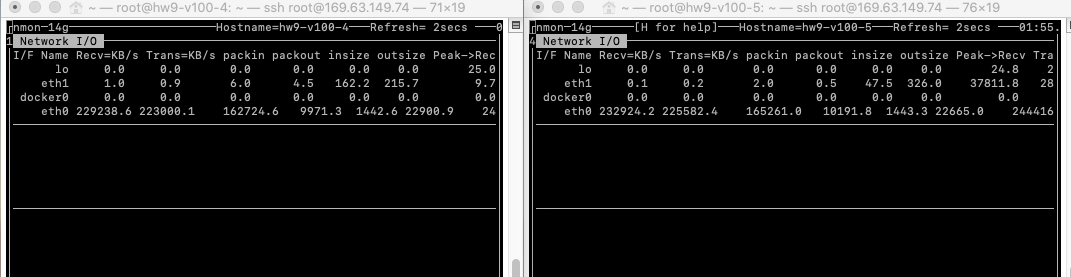 ~ — root@hw9-v100-4: ~ — ssh root@169.63.149.74 — 71×19
nmon-14g Hostname=hw9-v100-4 Refresh= 2secs 0
Network I/O
I/F Name Recv=KB/s Trans=KB/s packin packout insize outsize Peak->Rec
lo 0.0 0.0 0.0 0.0 0.0 0.0 25.0
eth1 1.0 0.9 6.0 4.5 162.2 215.7 9.7
docker0 0.0 0.0 0.0 0.0 0.0 0.0 0.0
eth0 229238.6 223000.1 162724.6 9971.3 1442.6 22900.9 24
~ — root@hw9-v100-5: ~ — ssh root@169.63.149.74 — 76×19
nmon-14g [H for help] Hostname=hw9-v100-5 Refresh= 2secs 01:55.
Network I/O
I/F Name Recv=KB/s Trans=KB/s packin packout insize outsize Peak->Recv Tra
lo 0.0 0.0 0.0 0.0 0.0 0.0 24.8 2
eth1 0.1 0.2 2.0 0.5 47.5 326.0 37811.8 28
docker0 0.0 0.0 0.0 0.0 0.0 0.0 0.0
eth0 232924.2 225582.4 165261.0 10191.8 1443.3 22665.0 244416